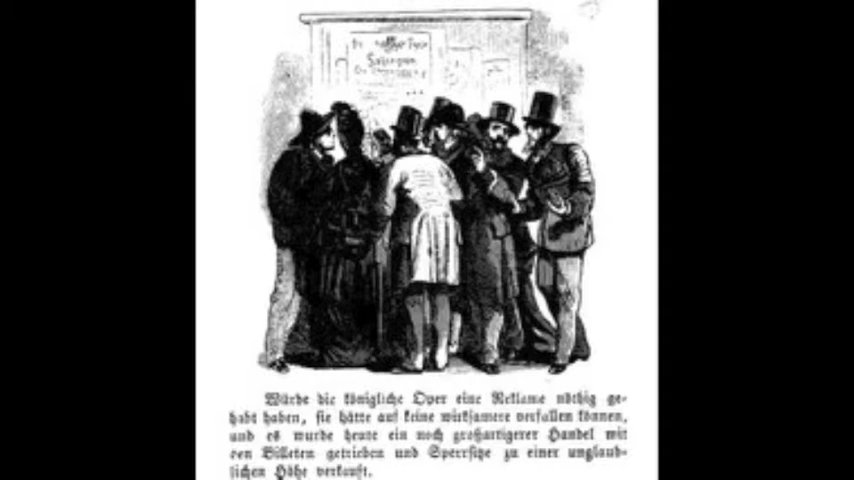 Würde die königliche Oper eine Reklame nöthig ge-
habt haben, sie hätte auf keine wirksamere verfallen können,
und es wurde heute ein noch großartigerer Handel mit
den Billeten getrieben und Sperrsitze zu einer unglaub-
lichen Höhe verkauft.